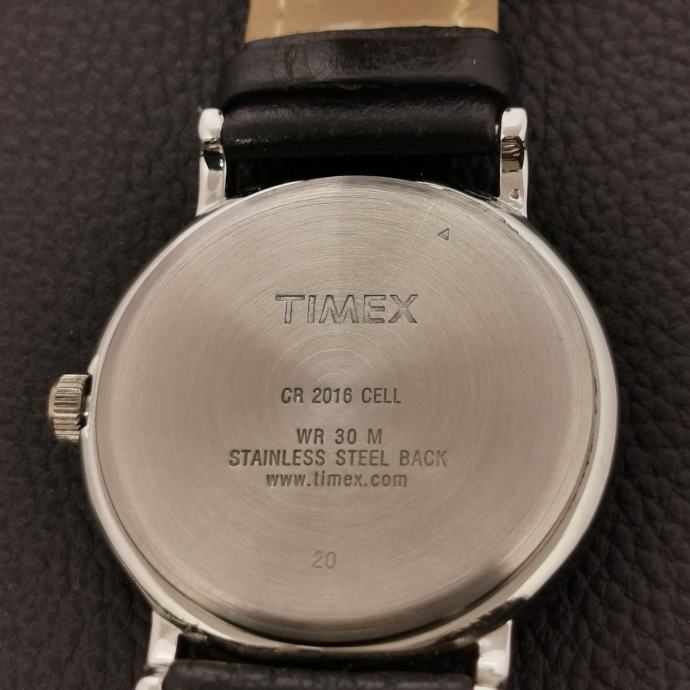 TIMEX
CR 2016 CELL
WR 30 M
STAINLESS STEEL BACK
www.timex.com
20